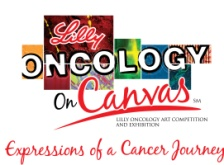 Lilly
ONCOLOGY
On Canvas SM
LILLY ONCOLOGY ART COMPETITION
AND EXHIBITION
Expressions of a Cancer Journey